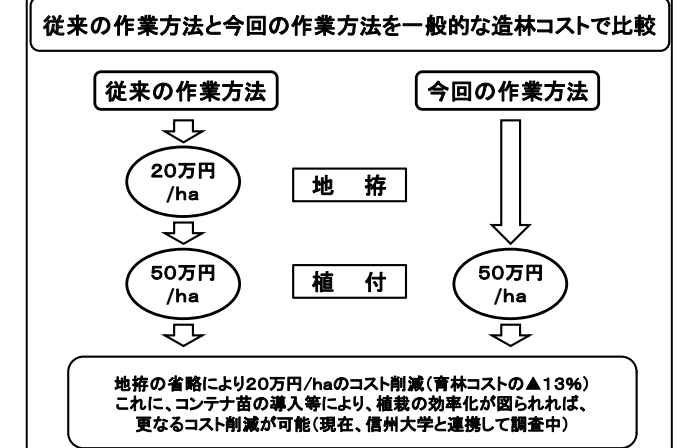 従来の作業方法と今回の作業方法を一般的な造林コストで比較
従来の作業方法
今回の作業方法
20万円
/ha
地　拵
50万円
/ha
植　付
50万円
/ha
地拵の省略により20万円/haのコスト削減(育林コストの▲13%)
これに、コンテナ苗の導入等により、植栽の効率化が図られれば、
更なるコスト削減が可能(現在、信州大学と連携して調査中)